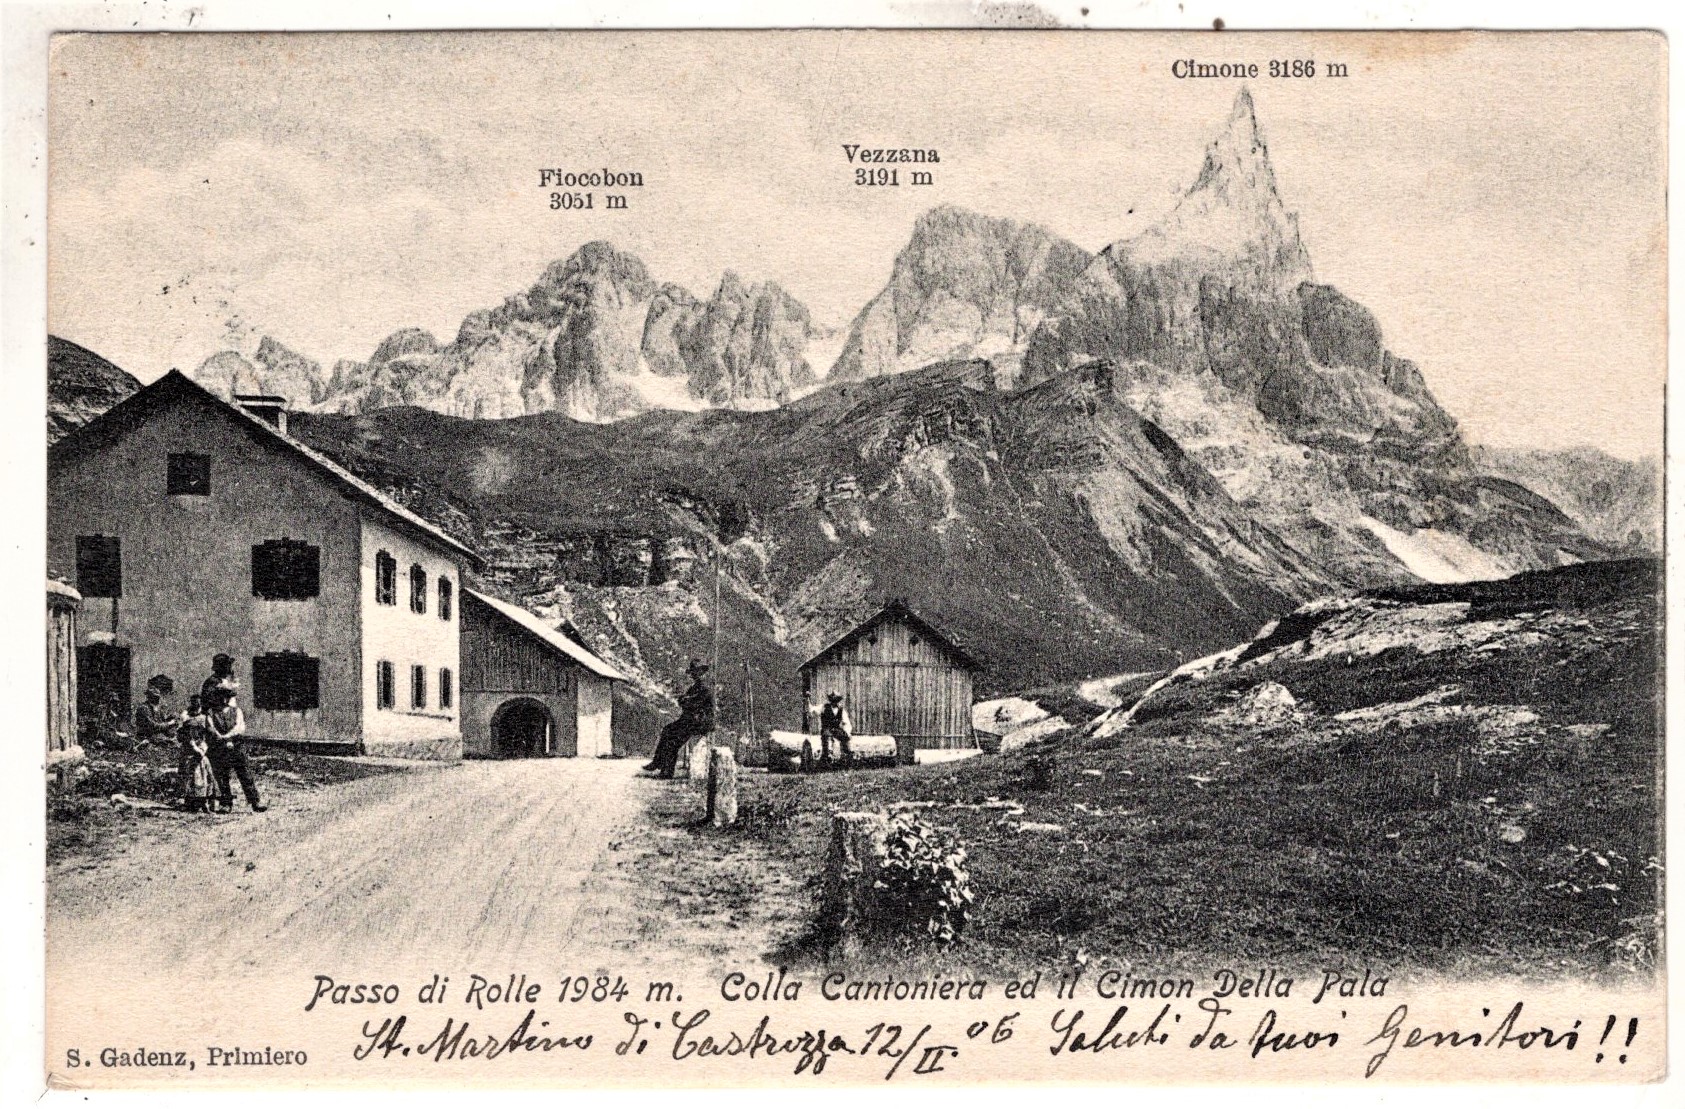 Cimone 3186 m
Vezzana
3191 m
Fiocobon
3051 m
Passo di Rolle 1984 m. Colla Cantoniera ed il Cimon Della Pala
St. Martino di Castrozza 12/II. 06 Saluti da tuoi Genitori!!
S. Gadenz, Primiero